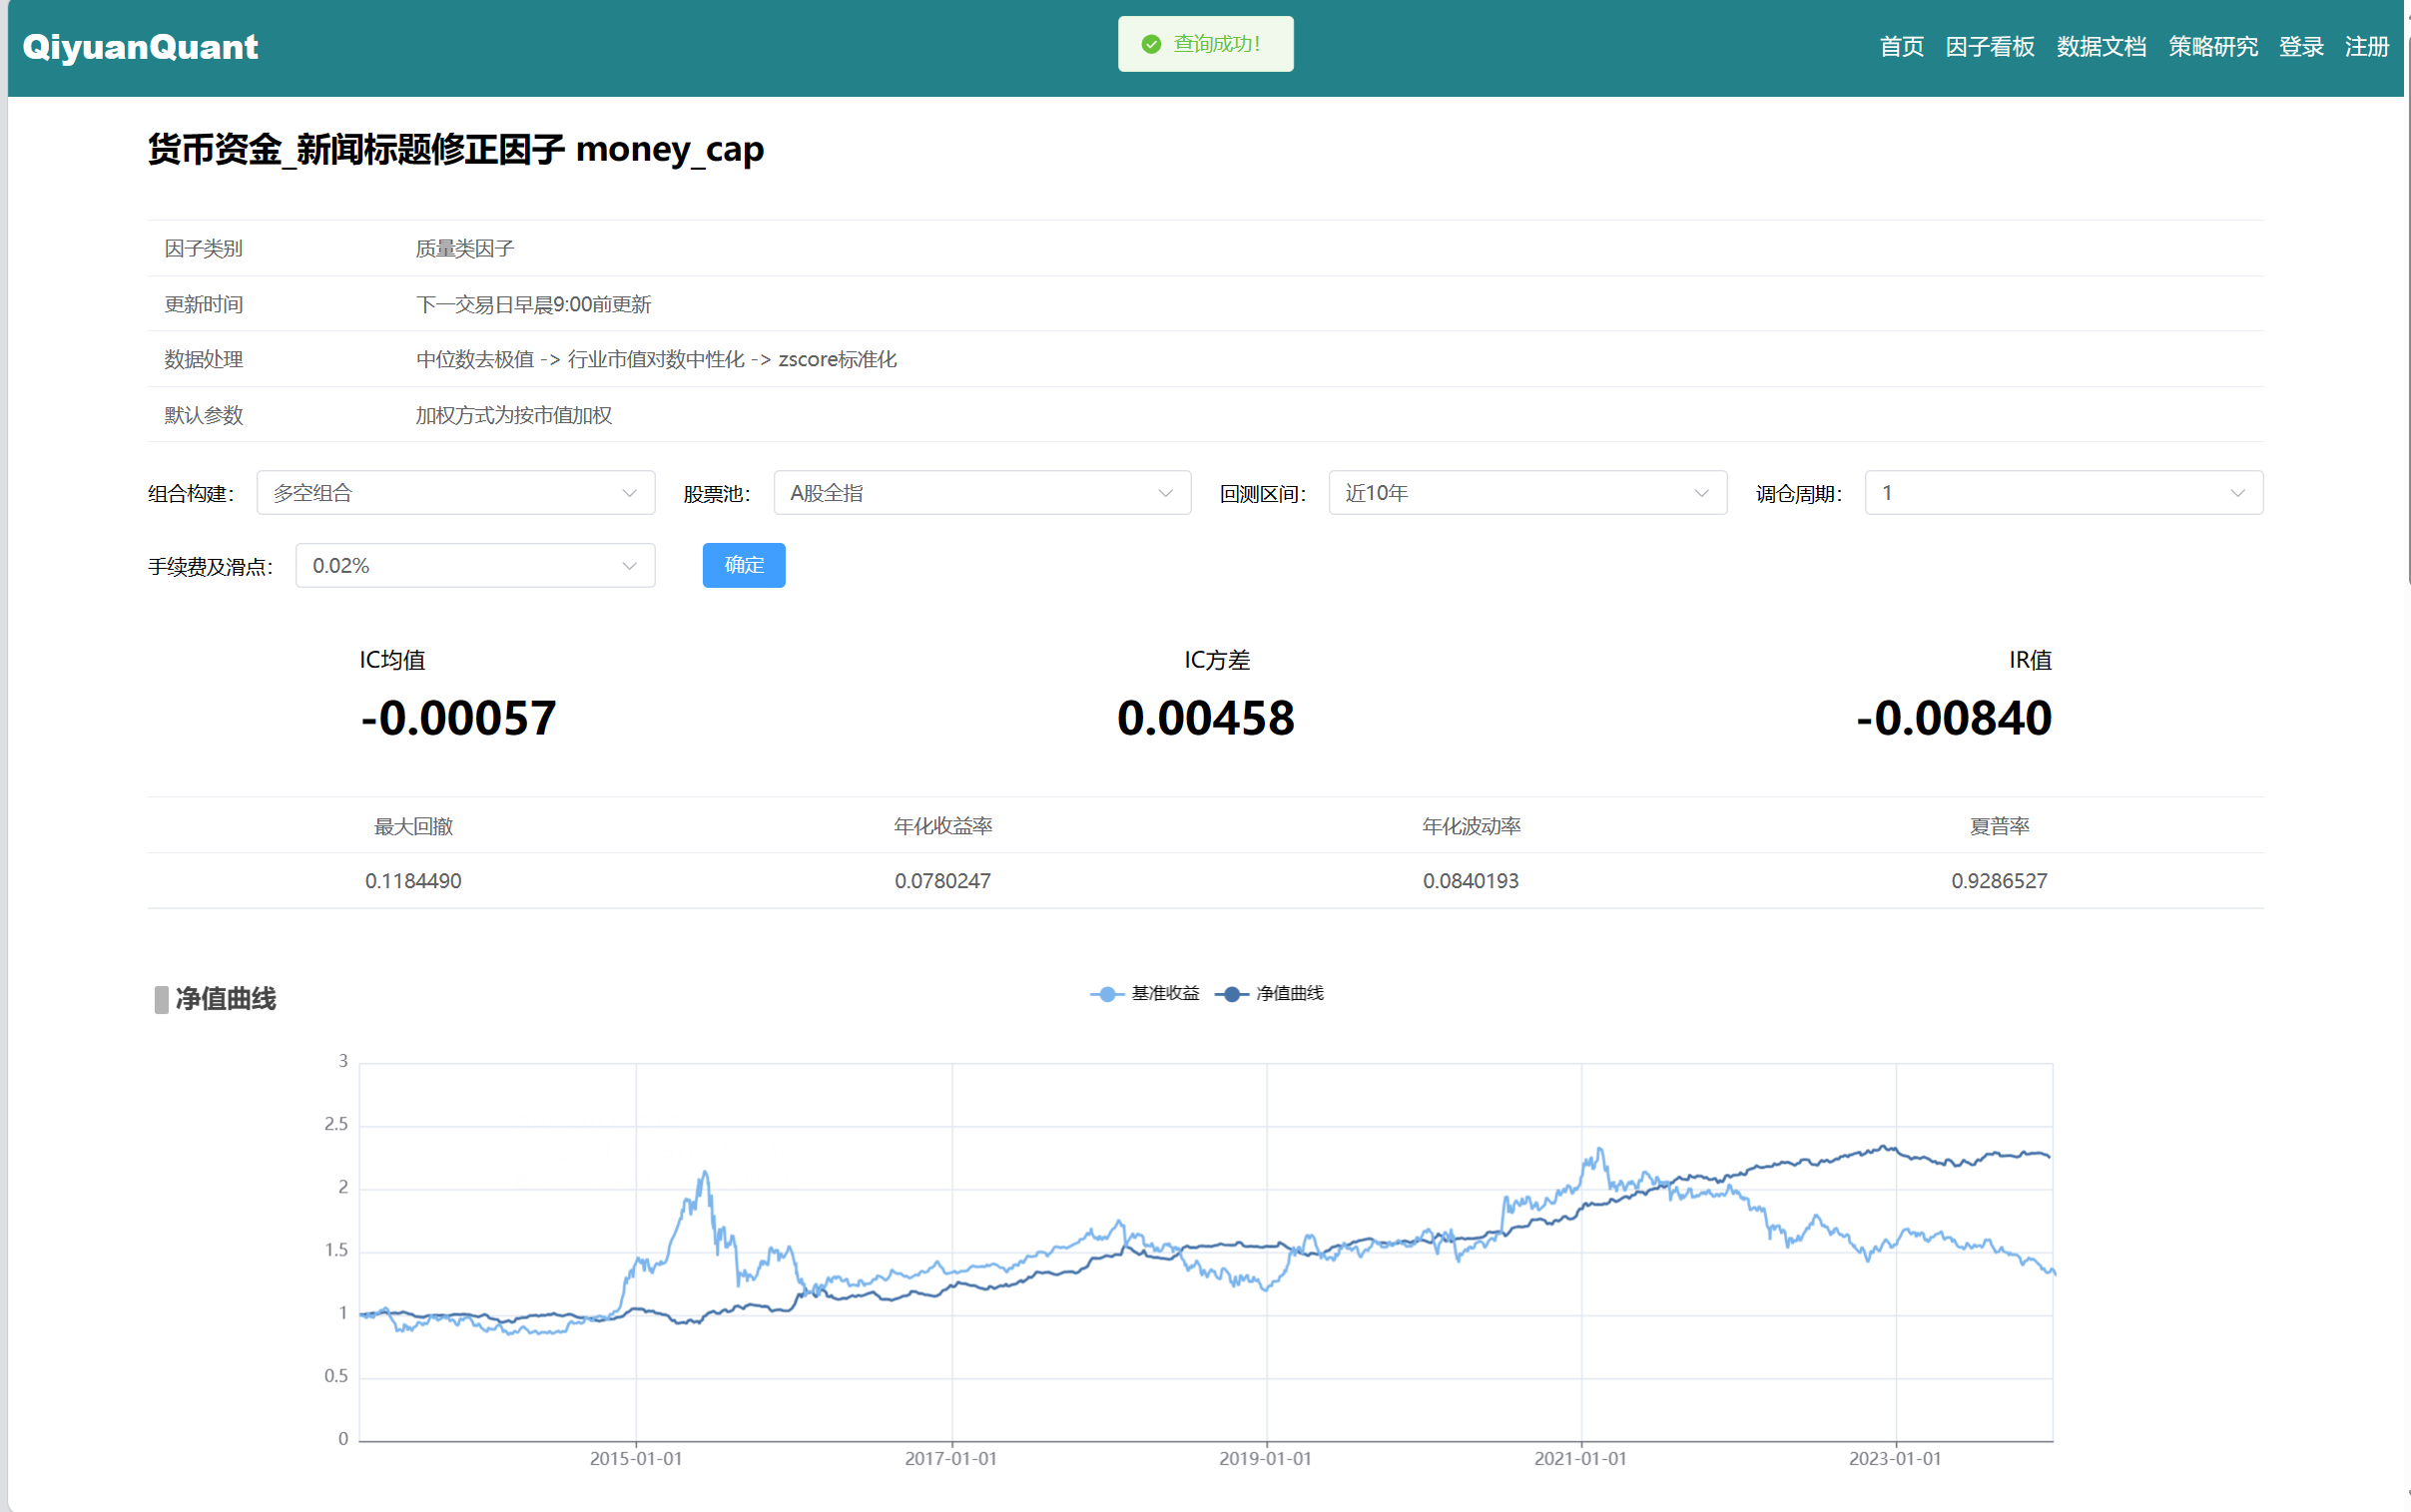 QiyuanQuant
查询成功！
首页 因子看板 数据文档 策略研究 登录 注册
货币资金_新闻标题修正因子 money_cap
因子类别 质量类因子
更新时间 下一交易日早晨9:00前更新
数据处理 中位数去极值 -> 行业市值对数中性化 -> zscore标准化
默认参数 加权方式为按市值加权
组合构建： 多空组合 股票池： A股全指 回测区间： 近10年 调仓周期： 1
手续费及滑点： 0.02% 确定
IC均值 IC方差 IR值
-0.00057 0.00458 -0.00840
最大回撤 年化收益率 年化波动率 夏普率
0.1184490 0.0780247 0.0840193 0.9286527
净值曲线
基准收益 净值曲线
3
2.5
2
1.5
1
0.5
0
2015-01-01 2017-01-01 2019-01-01 2021-01-01 2023-01-01